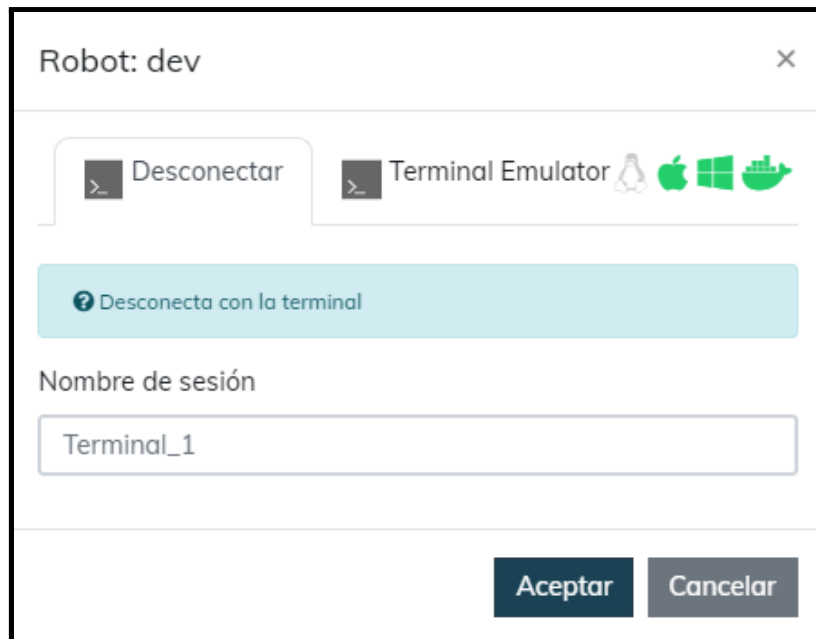 Robot: dev ×
>_ Desconectar >_ Terminal Emulator
? Desconecta con la terminal
Nombre de sesión
Terminal_1
Aceptar Cancelar